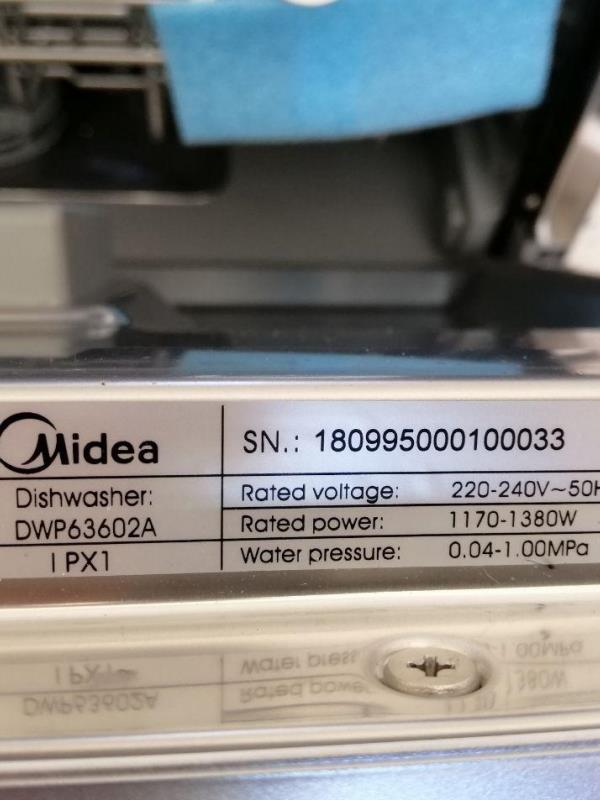 Midea
SN.: 180995000100033
Dishwasher:
DWP63602A
IPX1
Rated voltage: 220-240V~50H
Rated power: 1170-1380W
Water pressure: 0.04-1.00MPa